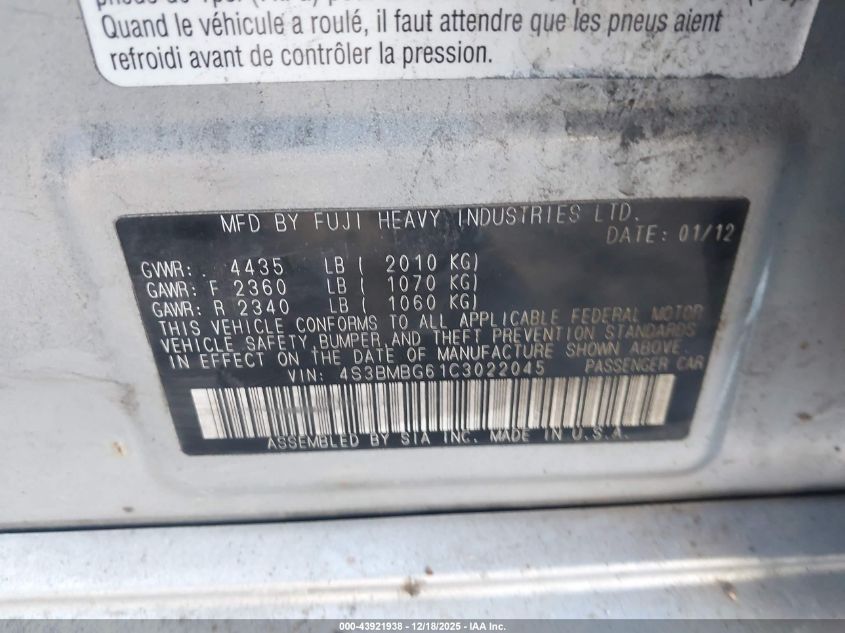 Quand le véhicule a roulé, il faut attendre que les pneus aient
refroidi avant de contrôler la pression.
MFD BY FUJI HEAVY INDUSTRIES LTD.
DATE: 01/12
GVWR: 4435 LB ( 2010 KG)
GAWR: F 2360 LB ( 1070 KG)
GAWR: R 2340 LB ( 1060 KG)
THIS VEHICLE CONFORMS TO ALL APPLICABLE FEDERAL MOTOR
VEHICLE SAFETY, BUMPER, AND THEFT PREVENTION STANDARDS
IN EFFECT ON THE DATE OF MANUFACTURE SHOWN ABOVE.
VIN: 4S3BMBG61C3022045 PASSENGER CAR
ASSEMBLED BY SIA INC. MADE IN U.S.A.
000-43921938 - 12/18/2025 - IAA Inc.